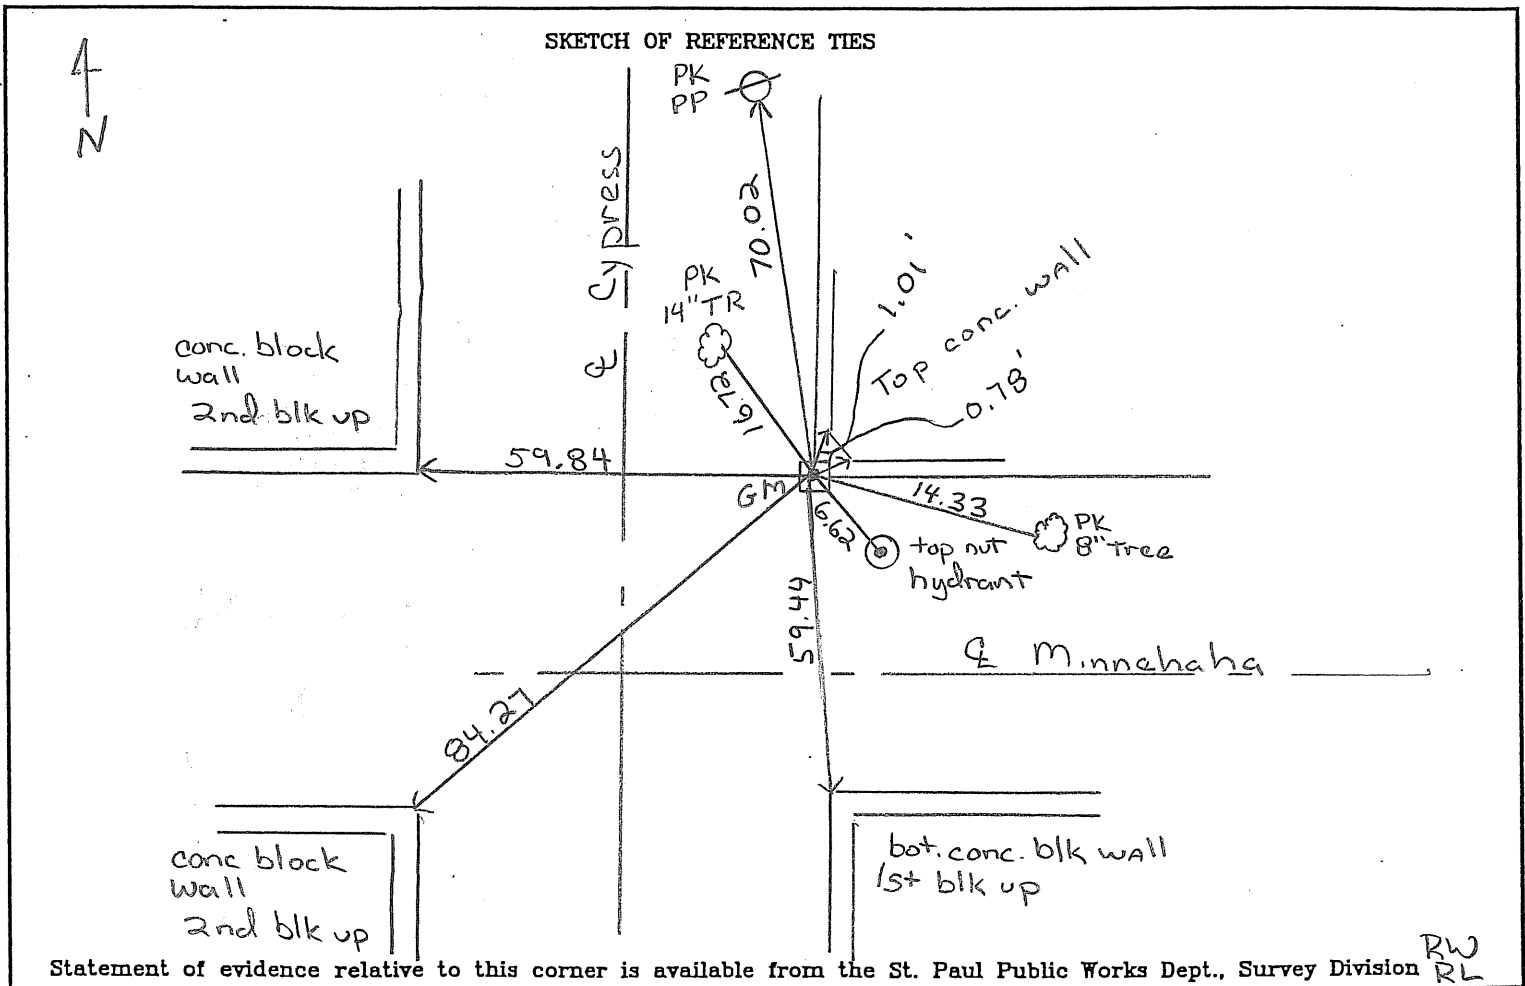 SKETCH OF REFERENCE TIES
N
PK
PP
℄ Cypress
70.02
1.01'
Top conc. wall
0.78'
PK
14" TR
16.72
conc. block
wall
2nd blk up
59.84
GM
14.33
PK
8" Tree
6.62
top nut
hydrant
59.44
℄ Minnehaha
84.27
conc block
wall
2nd blk up
bot. conc. blk wall
1st blk up
RW
RL
Statement of evidence relative to this corner is available from the St. Paul Public Works Dept., Survey Division